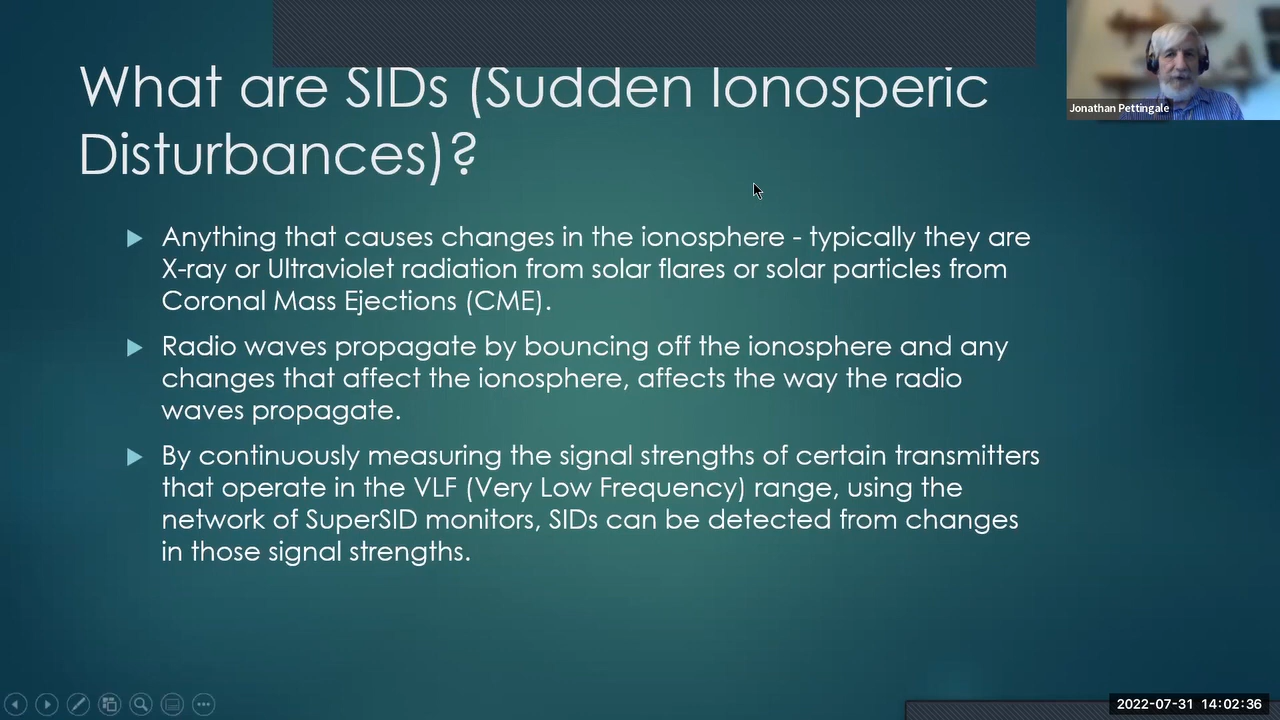 What are SIDs (Sudden Ionosperic
Disturbances)?
Jonathan Pettingale
Anything that causes changes in the ionosphere - typically they are
X-ray or Ultraviolet radiation from solar flares or solar particles from
Coronal Mass Ejections (CME).
Radio waves propagate by bouncing off the ionosphere and any
changes that affect the ionosphere, affects the way the radio
waves propagate.
By continuously measuring the signal strengths of certain transmitters
that operate in the VLF (Very Low Frequency) range, using the
network of SuperSID monitors, SIDs can be detected from changes
in those signal strengths.
2022-07-31 14:02:36